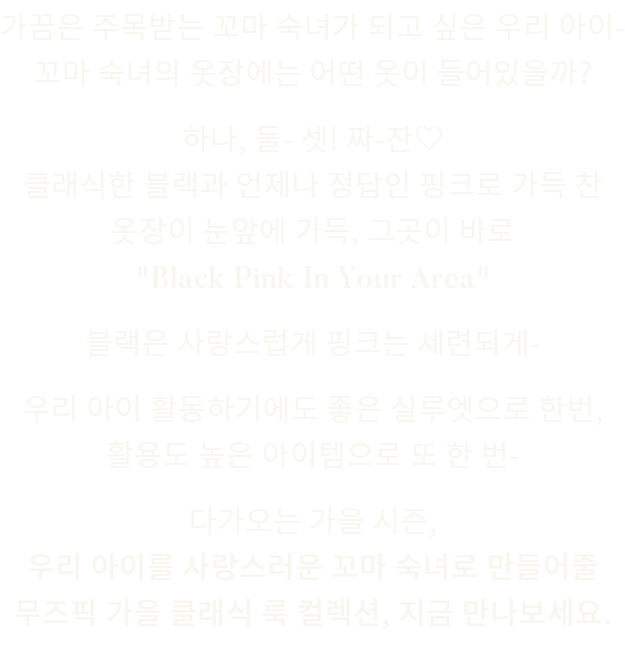 가끔은 주목받는 꼬마 숙녀가 되고 싶은 우리 아이-
꼬마 숙녀의 옷장에는 어떤 옷이 들어있을까?
하나, 둘- 셋! 짜-잔♡
클래식한 블랙과 언제나 정답인 핑크로 가득 찬
옷장이 눈앞에 가득, 그곳이 바로
"Black Pink In Your Area"
블랙은 사랑스럽게 핑크는 세련되게-
우리 아이 활동하기에도 좋은 실루엣으로 한번,
활용도 높은 아이템으로 또 한 번-
다가오는 가을 시즌,
우리 아이를 사랑스러운 꼬마 숙녀로 만들어줄
무즈픽 가을 클래식 룩 컬렉션, 지금 만나보세요.